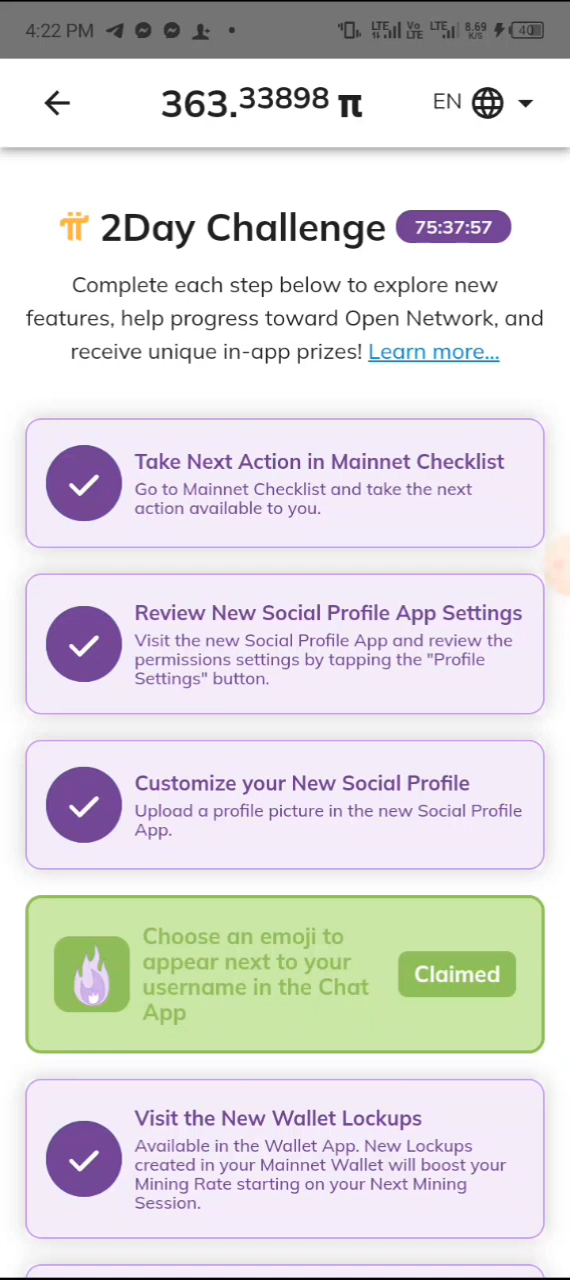 4:22 PM LTE Vo LTE LTE 8.69 K/S 40
363.33898 π EN
π 2Day Challenge 75:37:57
Complete each step below to explore new
features, help progress toward Open Network, and
receive unique in-app prizes! Learn more...
Take Next Action in Mainnet Checklist
Go to Mainnet Checklist and take the next
action available to you.
Review New Social Profile App Settings
Visit the new Social Profile App and review the
permissions settings by tapping the "Profile
Settings" button.
Customize your New Social Profile
Upload a profile picture in the new Social Profile
App.
Choose an emoji to
appear next to your
username in the Chat
App
Claimed
Visit the New Wallet Lockups
Available in the Wallet App. New Lockups
created in your Mainnet Wallet will boost your
Mining Rate starting on your Next Mining
Session.